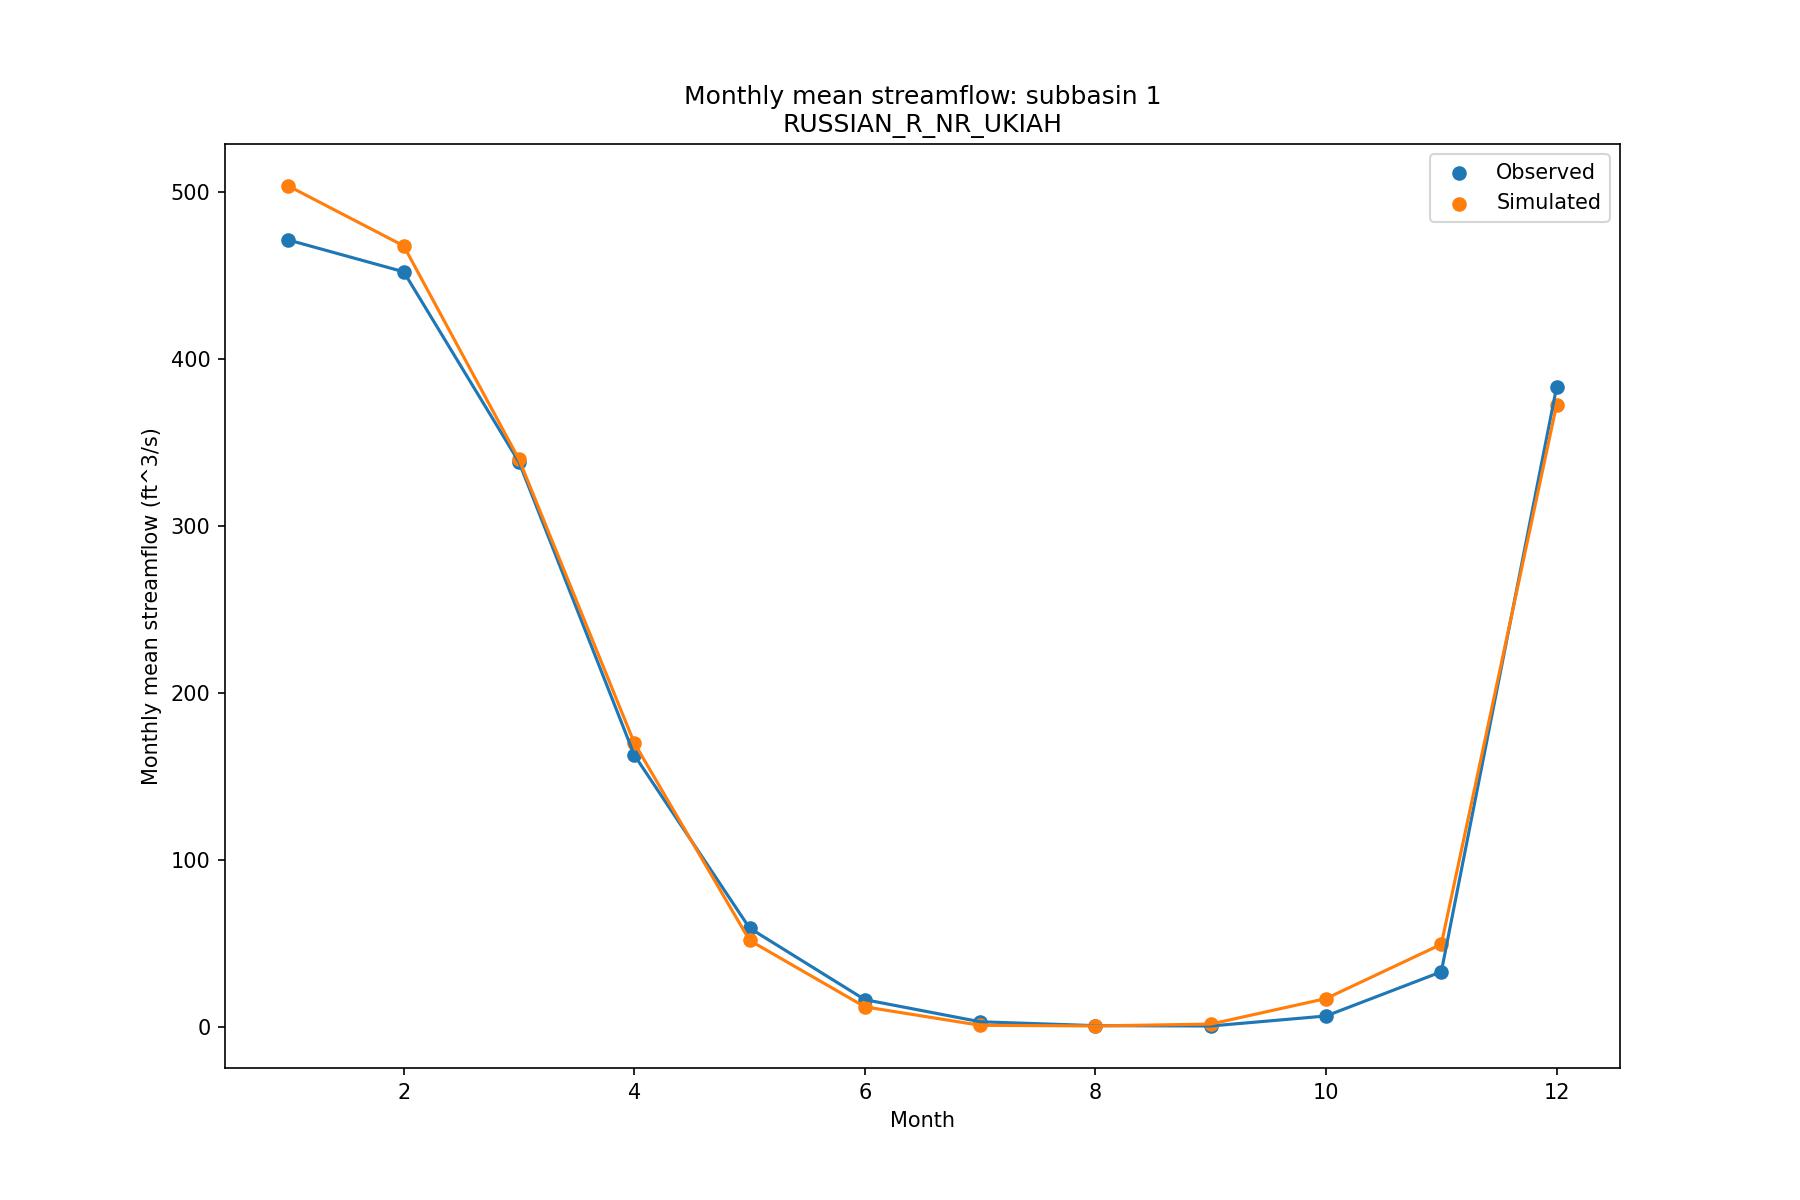 Monthly mean streamflow: subbasin 1
RUSSIAN_R_NR_UKIAH
Observed
Simulated
Monthly mean streamflow (ft^3/s)
500
400
300
200
100
0
2
4
6
8
10
12
Month